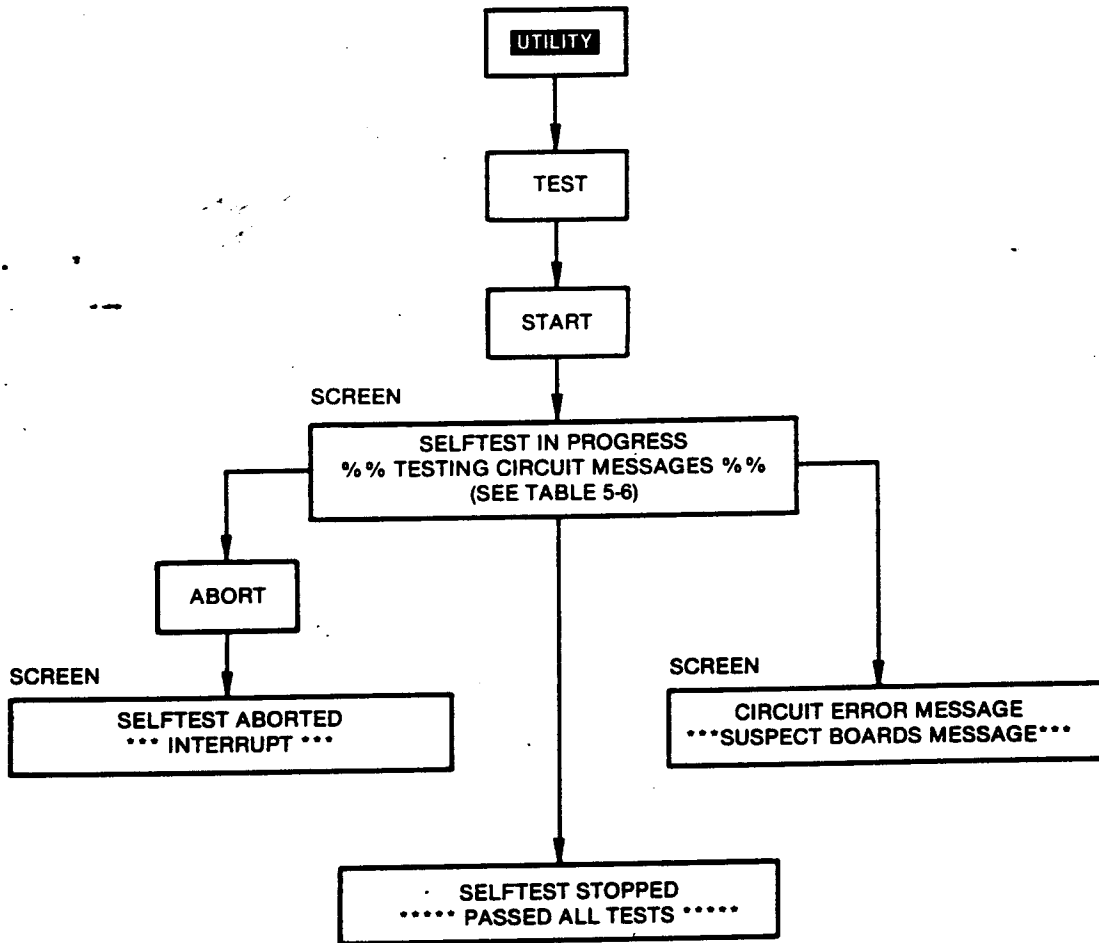 UTILITY
TEST
START
SCREEN
SELFTEST IN PROGRESS
%% TESTING CIRCUIT MESSAGES %%
(SEE TABLE 5-6)
ABORT
SCREEN
SELFTEST ABORTED
*** INTERRUPT ***
SCREEN
CIRCUIT ERROR MESSAGE
***SUSPECT BOARDS MESSAGE***
SELFTEST STOPPED
***** PASSED ALL TESTS *****